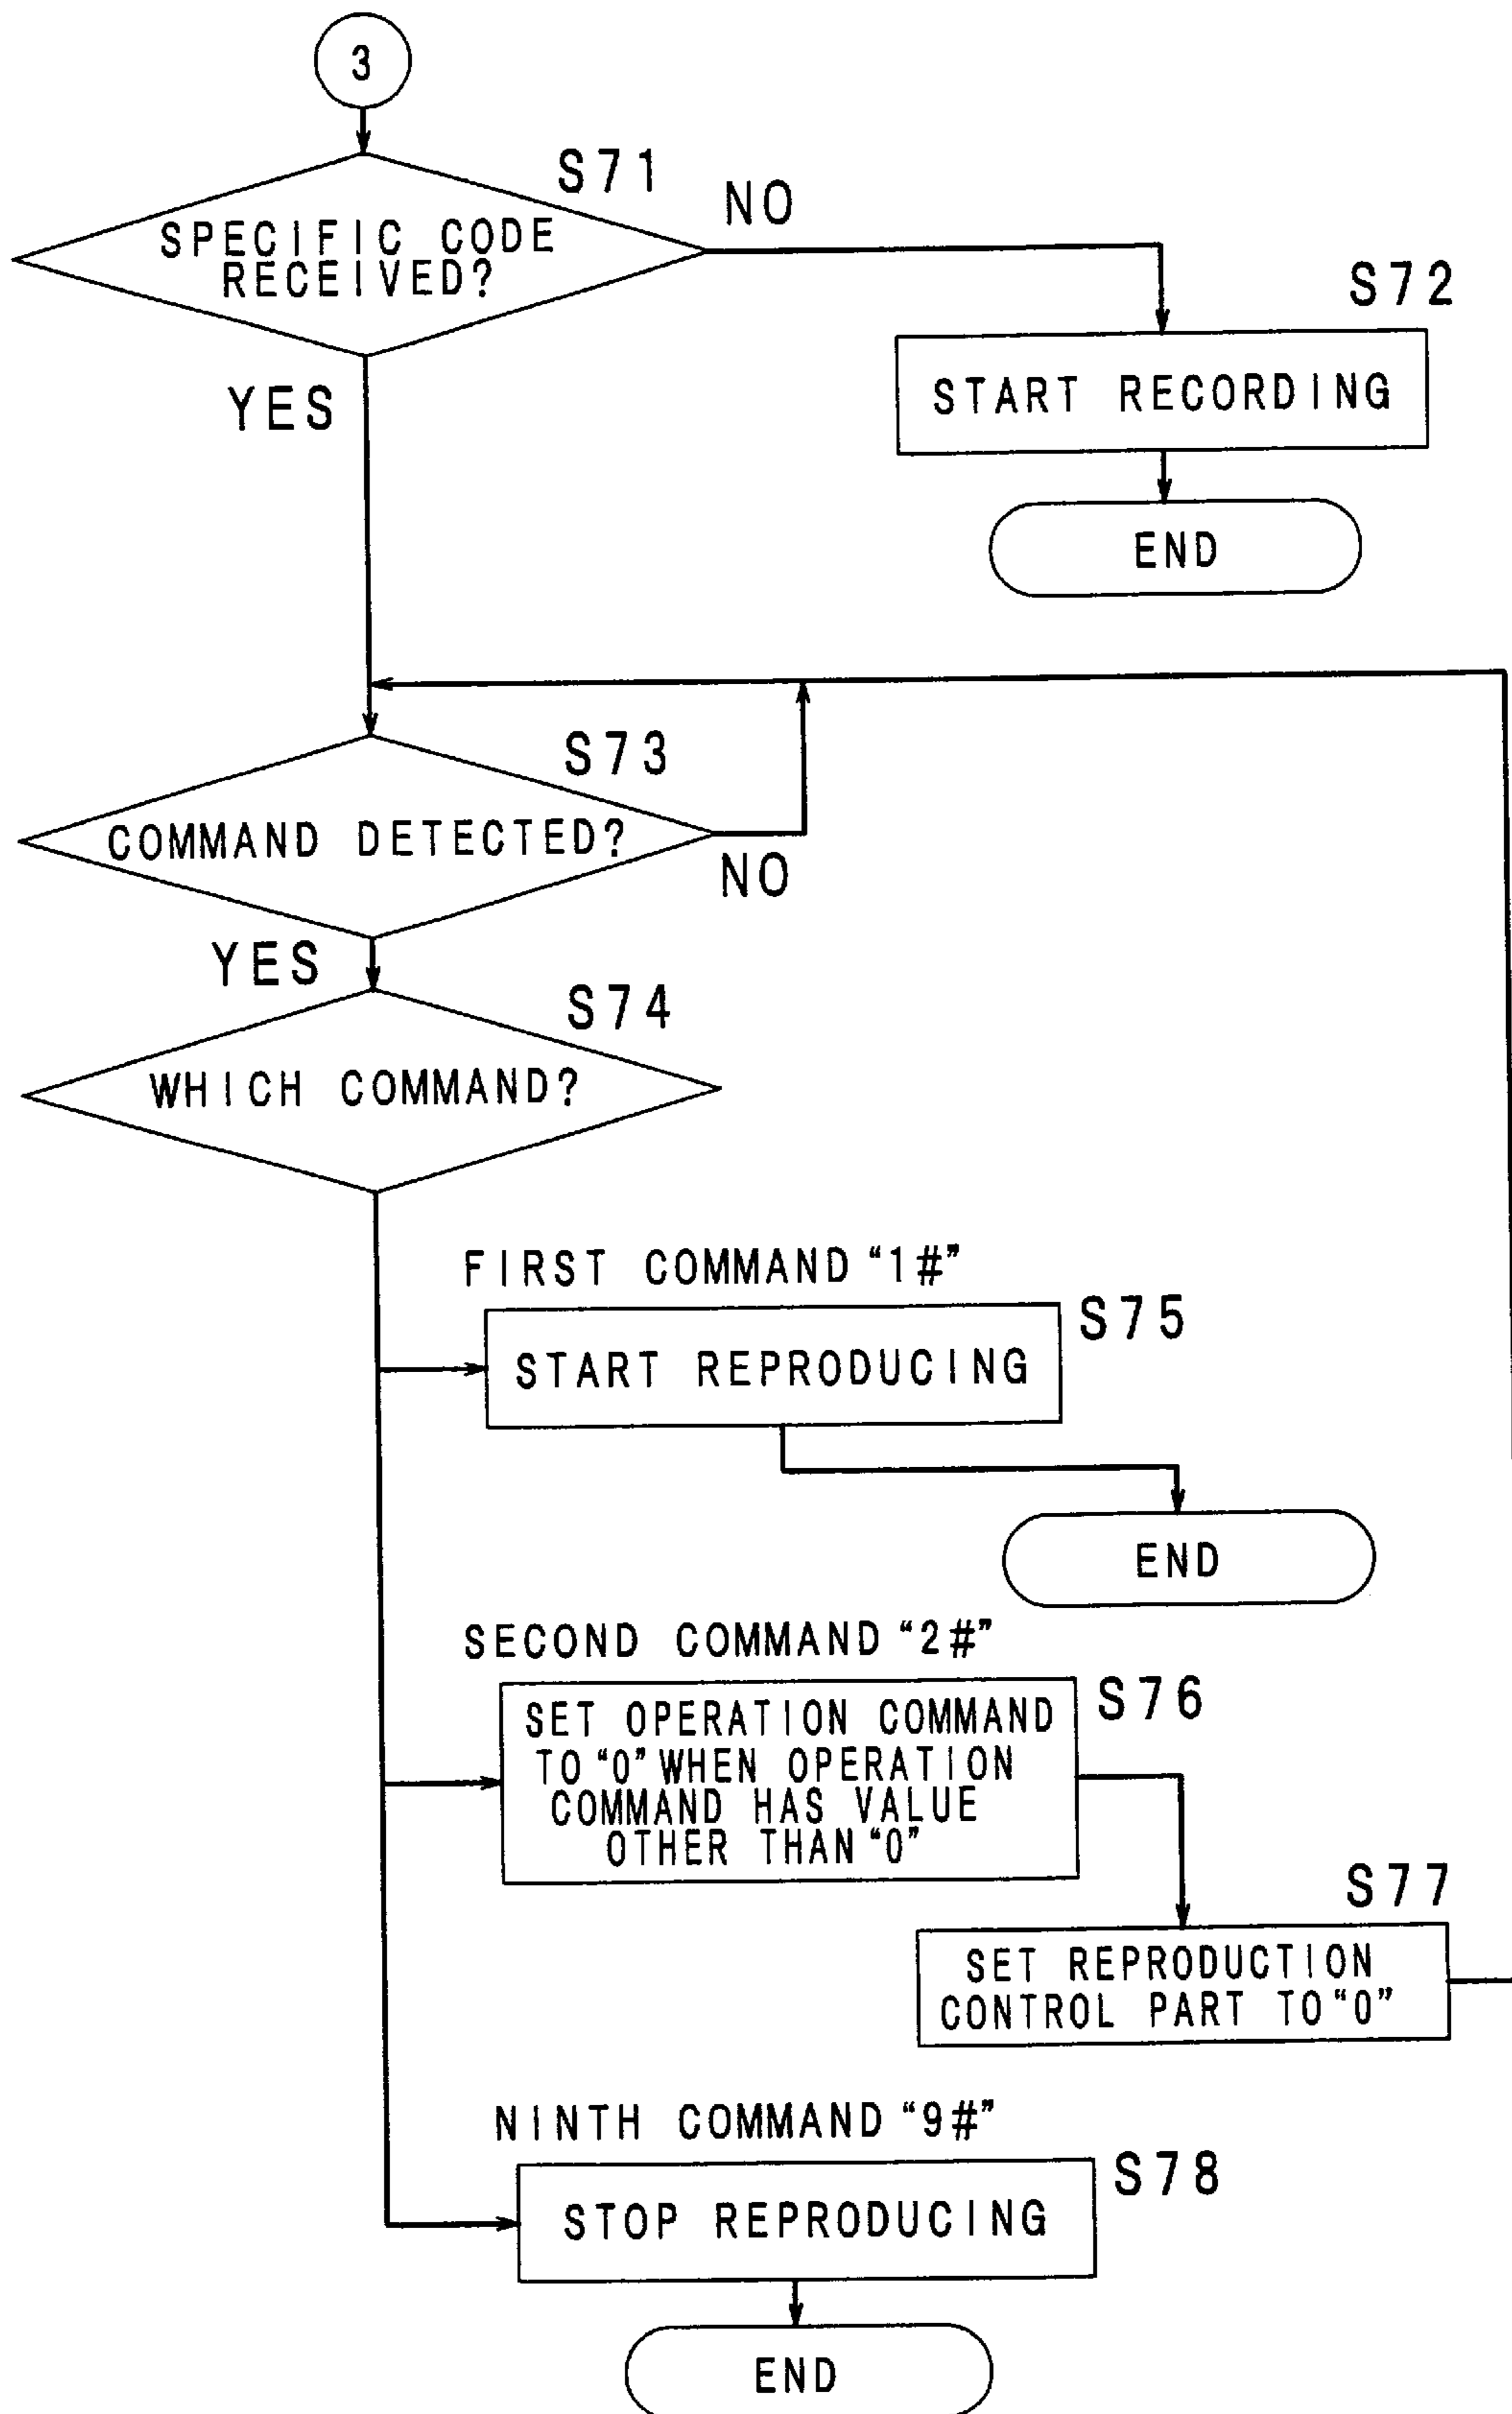 3
S71
SPECIFIC CODE
RECEIVED?
NO
YES
S72
START RECORDING
END
S73
COMMAND DETECTED?
NO
YES
S74
WHICH COMMAND?
FIRST COMMAND “1#”
S75
START REPRODUCING
END
SECOND COMMAND “2#”
S76
SET OPERATION COMMAND
TO “0” WHEN OPERATION
COMMAND HAS VALUE
OTHER THAN “0”
S77
SET REPRODUCTION
CONTROL PART TO “0”
NINTH COMMAND “9#”
S78
STOP REPRODUCING
END